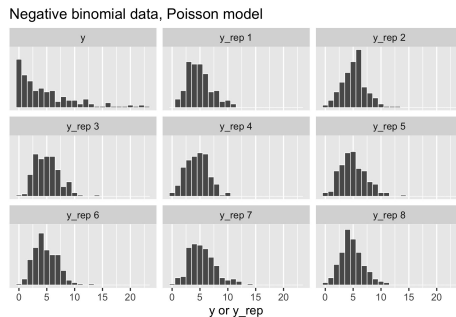 Negative binomial data, Poisson model
y y_rep 1 y_rep 2
y_rep 3 y_rep 4 y_rep 5
y_rep 6 y_rep 7 y_rep 8
0 5 10 15 20 0 5 10 15 20 0 5 10 15 20
y or y_rep